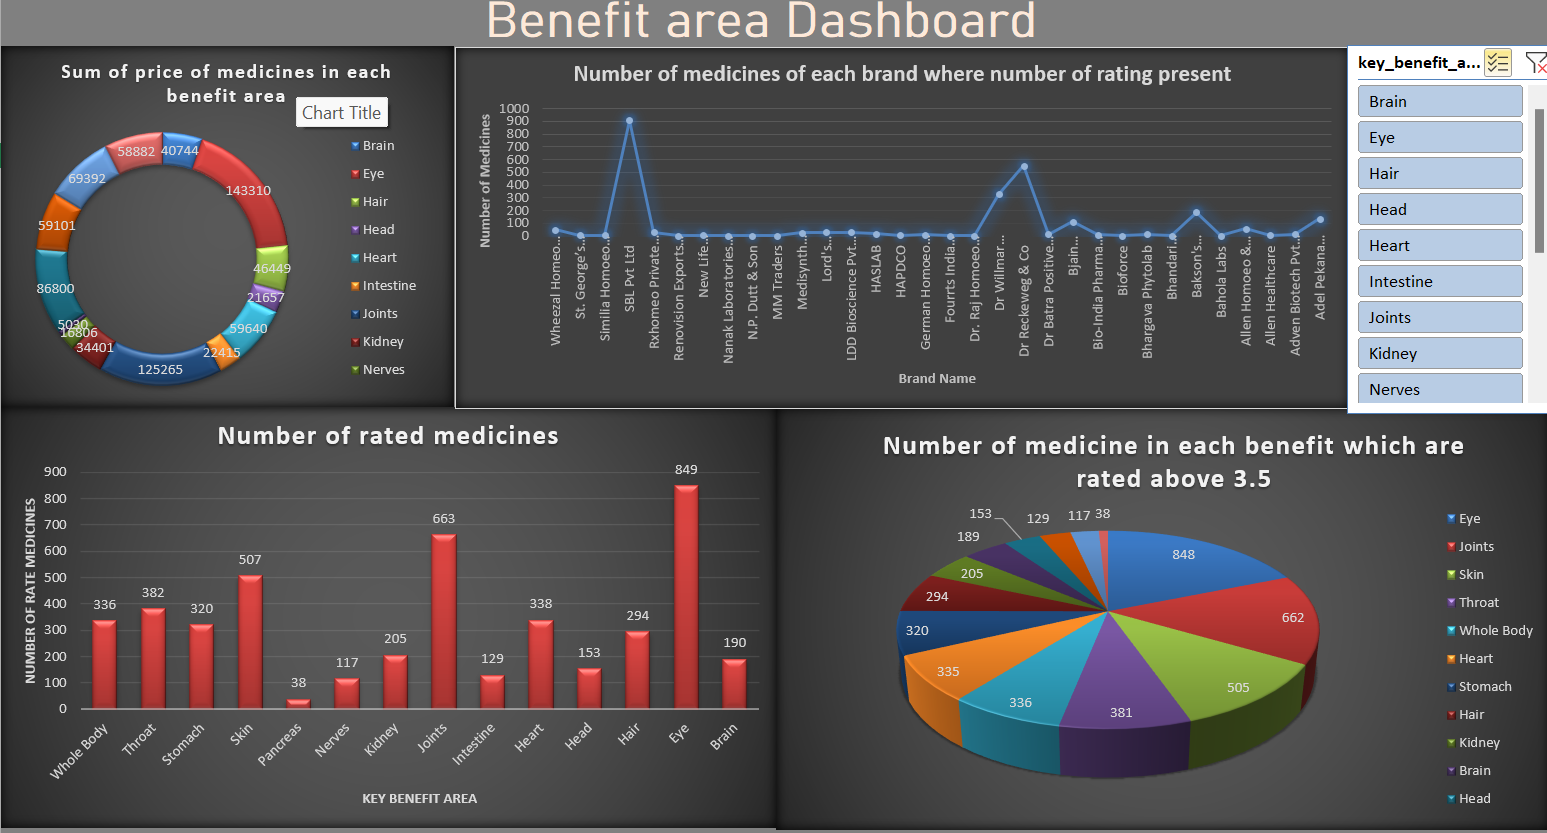 Benefit area Dashboard
Sum of price of medicines in each
benefit area
Chart Title
40744
143310
46449
21657
59640
22415
125265
34401
16806
5030
86800
59101
69392
58882
Brain
Eye
Hair
Head
Heart
Intestine
Joints
Kidney
Nerves
Number of medicines of each brand where number of rating present
Number of Medicines
1000
900
800
700
600
500
400
300
200
100
0
Wheezal Homeo...
St. George's...
Similia Homoeo...
SBL Pvt Ltd
Rxhomeo Private...
Renovision Exports...
New Life...
Nanak Laboratories...
N.P. Dutt & Son
MM Traders
Medisynth...
Lord's...
LDD Bioscience Pvt...
HASLAB
HAPDCO
German Homoeo...
Fourrts India...
Dr. Raj Homoeo...
Dr Willmar ...
Dr Reckeweg & Co
Dr Batra Positive...
Bjain...
Bio-India Pharma...
Bioforce
Bhargava Phytolab
Bhandari...
Bakson's...
Bahola Labs
Allen Homoeo &...
Allen Healthcare
Adven Biotech Pvt...
Adel Pekana...
Brand Name
key_benefit_a...
Brain
Eye
Hair
Head
Heart
Intestine
Joints
Kidney
Nerves
Number of rated medicines
NUMBER OF RATE MEDICINES
900
800
700
600
500
400
300
200
100
0
336
382
320
507
38
117
205
663
129
338
153
294
849
190
Whole Body
Throat
Stomach
Skin
Pancreas
Nerves
Kidney
Joints
Intestine
Heart
Head
Hair
Eye
Brain
KEY BENEFIT AREA
Number of medicine in each benefit which are
rated above 3.5
848
662
505
381
336
335
320
294
205
189
153
129
117
38
Eye
Joints
Skin
Throat
Whole Body
Heart
Stomach
Hair
Kidney
Brain
Head